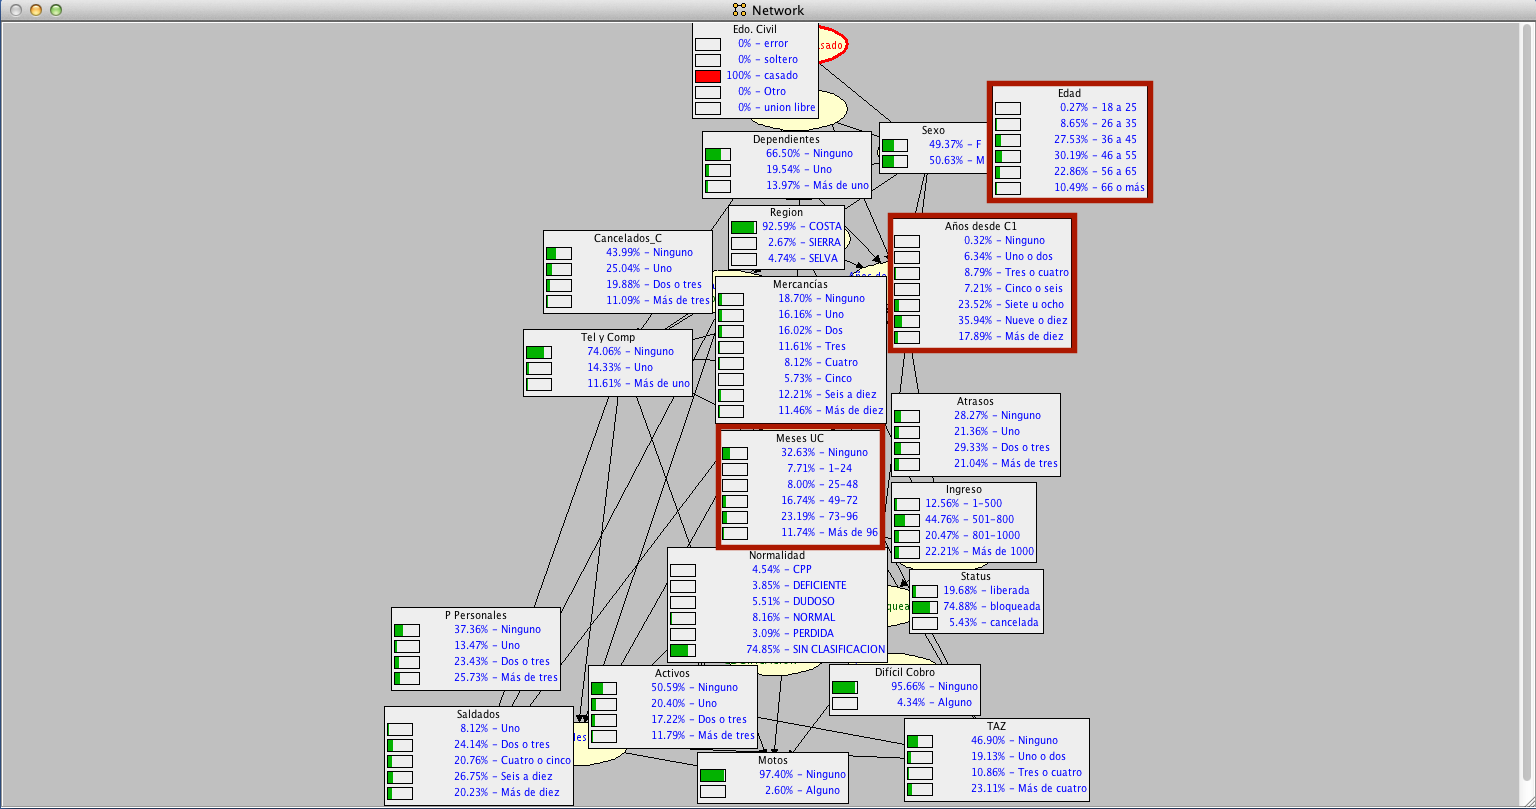 Network
Edo. Civil
0% - error
0% - soltero
100% - casado
0% - Otro
0% - union libre
Edad
0.27% - 18 a 25
8.65% - 26 a 35
27.53% - 36 a 45
30.19% - 46 a 55
22.86% - 56 a 65
10.49% - 66 o más
Sexo
49.37% - F
50.63% - M
Dependientes
66.50% - Ninguno
19.54% - Uno
13.97% - Más de uno
Region
92.59% - COSTA
2.67% - SIERRA
4.74% - SELVA
Años desde C1
0.32% - Ninguno
6.34% - Uno o dos
8.79% - Tres o cuatro
7.21% - Cinco o seis
23.52% - Siete u ocho
35.94% - Nueve o diez
17.89% - Más de diez
Cancelados_C
43.99% - Ninguno
25.04% - Uno
19.88% - Dos o tres
11.09% - Más de tres
Mercancías
18.70% - Ninguno
16.16% - Uno
16.02% - Dos
11.61% - Tres
8.12% - Cuatro
5.73% - Cinco
12.21% - Seis a diez
11.46% - Más de diez
Tel y Comp
74.06% - Ninguno
14.33% - Uno
11.61% - Más de uno
Atrasos
28.27% - Ninguno
21.36% - Uno
29.33% - Dos o tres
21.04% - Más de tres
Meses UC
32.63% - Ninguno
7.71% - 1-24
8.00% - 25-48
16.74% - 49-72
23.19% - 73-96
11.74% - Más de 96
Ingreso
12.56% - 1-500
44.76% - 501-800
20.47% - 801-1000
22.21% - Más de 1000
Normalidad
4.54% - CPP
3.85% - DEFICIENTE
5.51% - DUDOSO
8.16% - NORMAL
3.09% - PERDIDA
74.85% - SIN CLASIFICACION
Status
19.68% - liberada
74.88% - bloqueada
5.43% - cancelada
P Personales
37.36% - Ninguno
13.47% - Uno
23.43% - Dos o tres
25.73% - Más de tres
Activos
50.59% - Ninguno
20.40% - Uno
17.22% - Dos o tres
11.79% - Más de tres
Difícil Cobro
95.66% - Ninguno
4.34% - Alguno
Saldados
8.12% - Uno
24.14% - Dos o tres
20.76% - Cuatro o cinco
26.75% - Seis a diez
20.23% - Más de diez
TAZ
46.90% - Ninguno
19.13% - Uno o dos
10.86% - Tres o cuatro
23.11% - Más de cuatro
Motos
97.40% - Ninguno
2.60% - Alguno